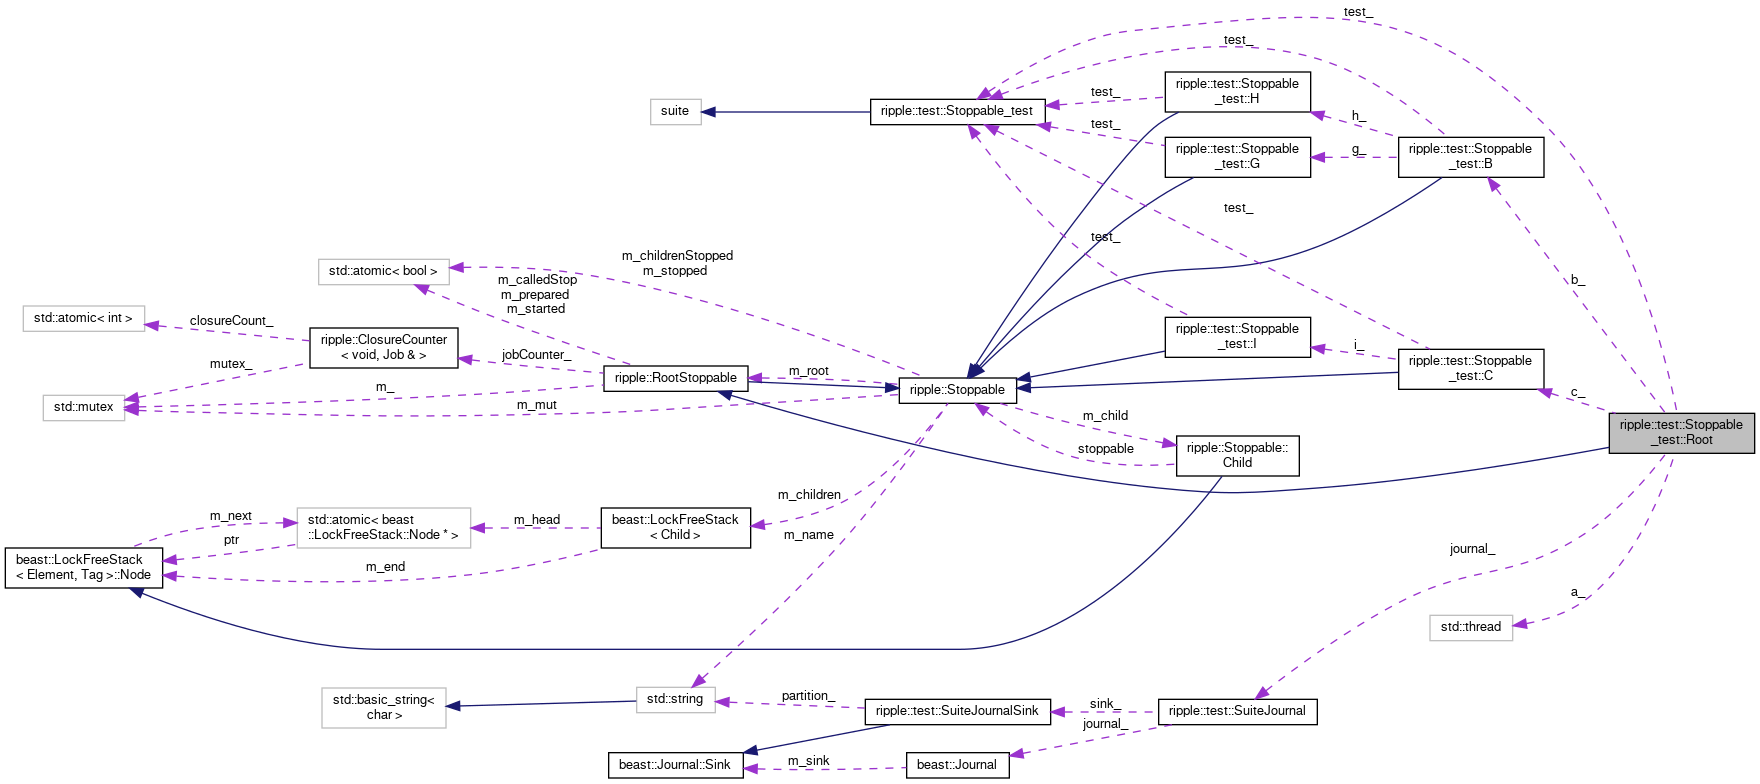 test_
test_
ripple::test::Stoppable
_test::H
suite
ripple::test::Stoppable_test
test_
h_
test_
ripple::test::Stoppable
_test::G
g_
ripple::test::Stoppable
_test::B
test_
test_
m_childrenStopped
m_stopped
std::atomic< bool >
m_calledStop
m_prepared
m_started
b_
std::atomic< int >
closureCount_
ripple::ClosureCounter
< void, Job & >
jobCounter_
ripple::test::Stoppable
_test::I
i_
ripple::test::Stoppable
_test::C
mutex_
m_
ripple::RootStoppable
m_root
ripple::Stoppable
c_
std::mutex
m_mut
m_child
stoppable
ripple::Stoppable::
Child
ripple::test::Stoppable
_test::Root
m_children
m_name
m_next
ptr
std::atomic< beast
::LockFreeStack::Node * >
m_head
beast::LockFreeStack
< Child >
beast::LockFreeStack
< Element, Tag >::Node
m_end
journal_
a_
std::thread
std::basic_string<
char >
std::string
partition_
ripple::test::SuiteJournalSink
sink_
ripple::test::SuiteJournal
journal_
beast::Journal::Sink
m_sink
beast::Journal